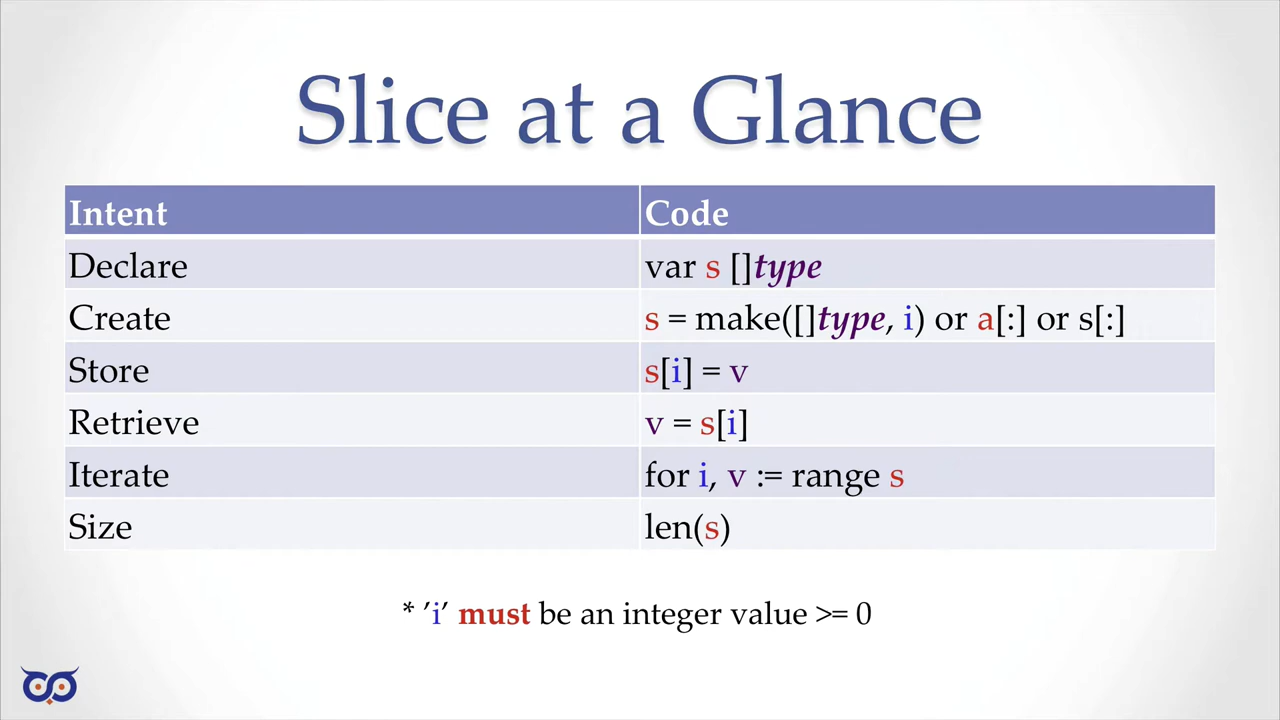 Slice at a Glance
Intent Code
Declare var s []type
Create s = make([]type, i) or a[:] or s[:]
Store s[i] = v
Retrieve v = s[i]
Iterate for i, v := range s
Size len(s)
* ’i’ must be an integer value >= 0